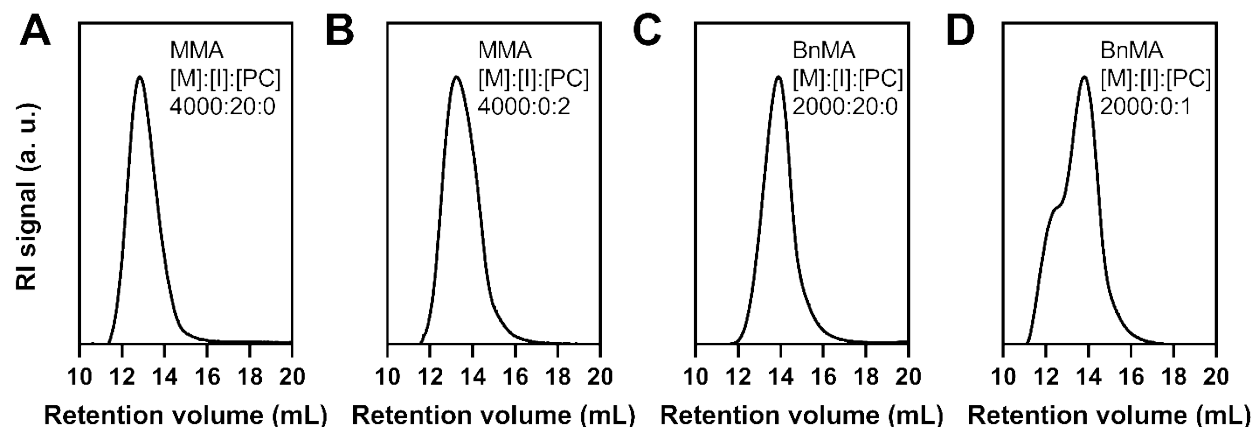 A
MMA
[M]:[I]:[PC]
4000:20:0
B
MMA
[M]:[I]:[PC]
4000:0:2
C
BnMA
[M]:[I]:[PC]
2000:20:0
D
BnMA
[M]:[I]:[PC]
2000:0:1
RI signal (a. u.)
10 12 14 16 18 20
10 12 14 16 18 20
10 12 14 16 18 20
10 12 14 16 18 20
Retention volume (mL)
Retention volume (mL)
Retention volume (mL)
Retention volume (mL)